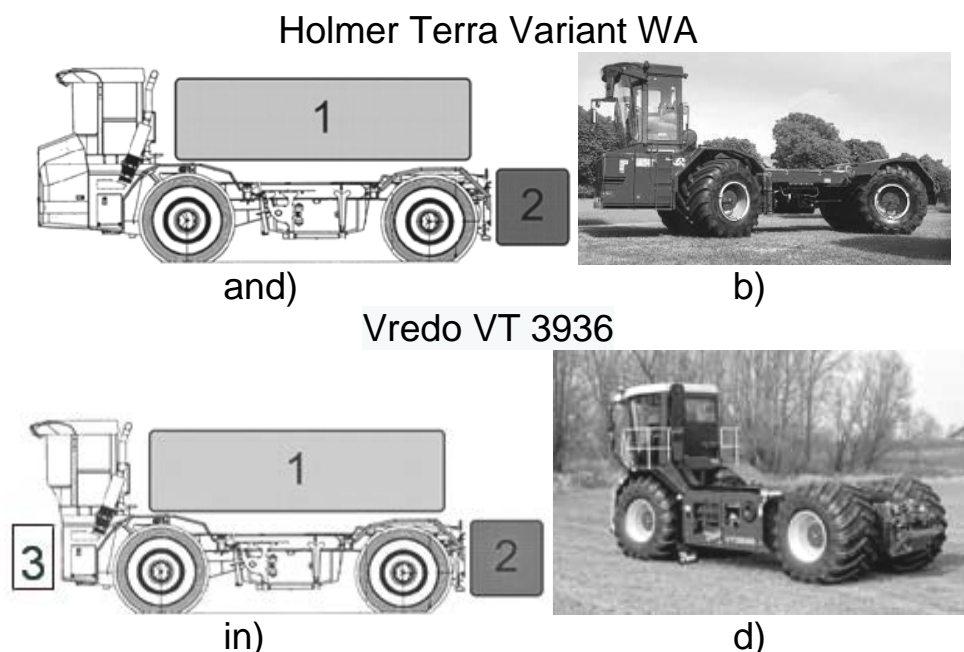 Holmer Terra Variant WA
1
2
and)
b)
Vredo VT 3936
1
2
3
in)
d)